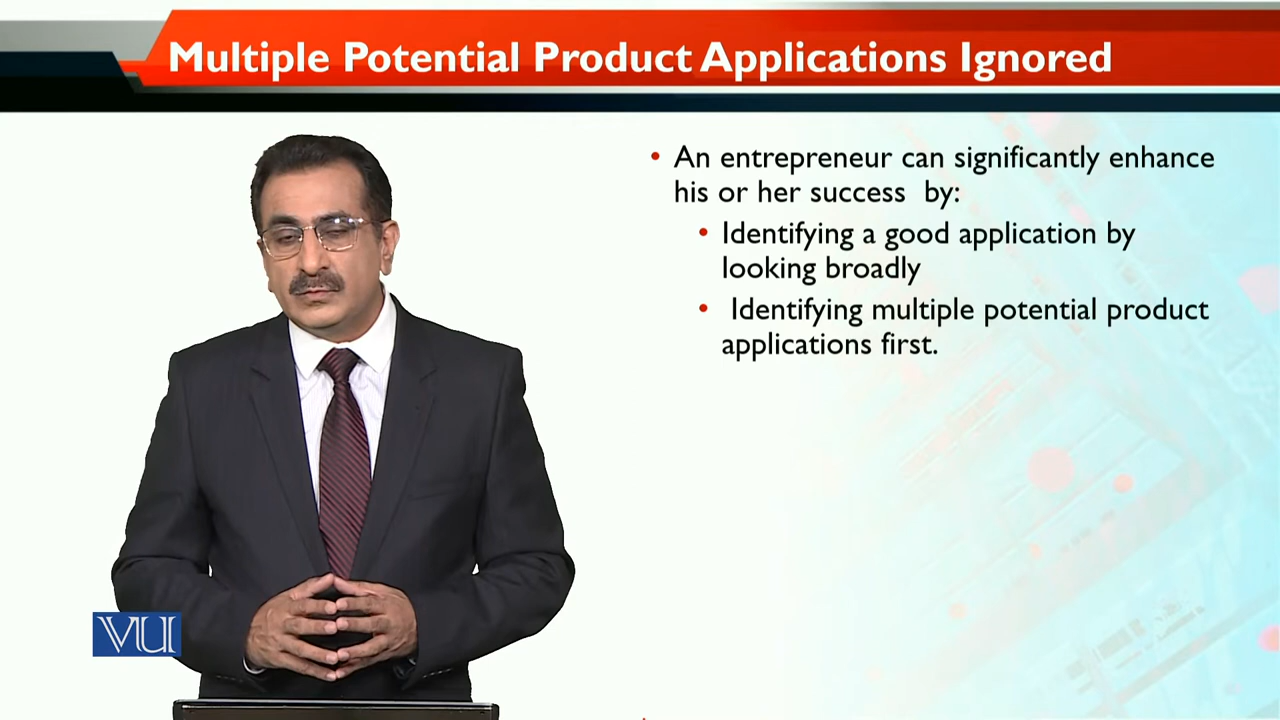 Multiple Potential Product Applications Ignored
• An entrepreneur can significantly enhance
his or her success by:
• Identifying a good application by
looking broadly
• Identifying multiple potential product
applications first.
VU